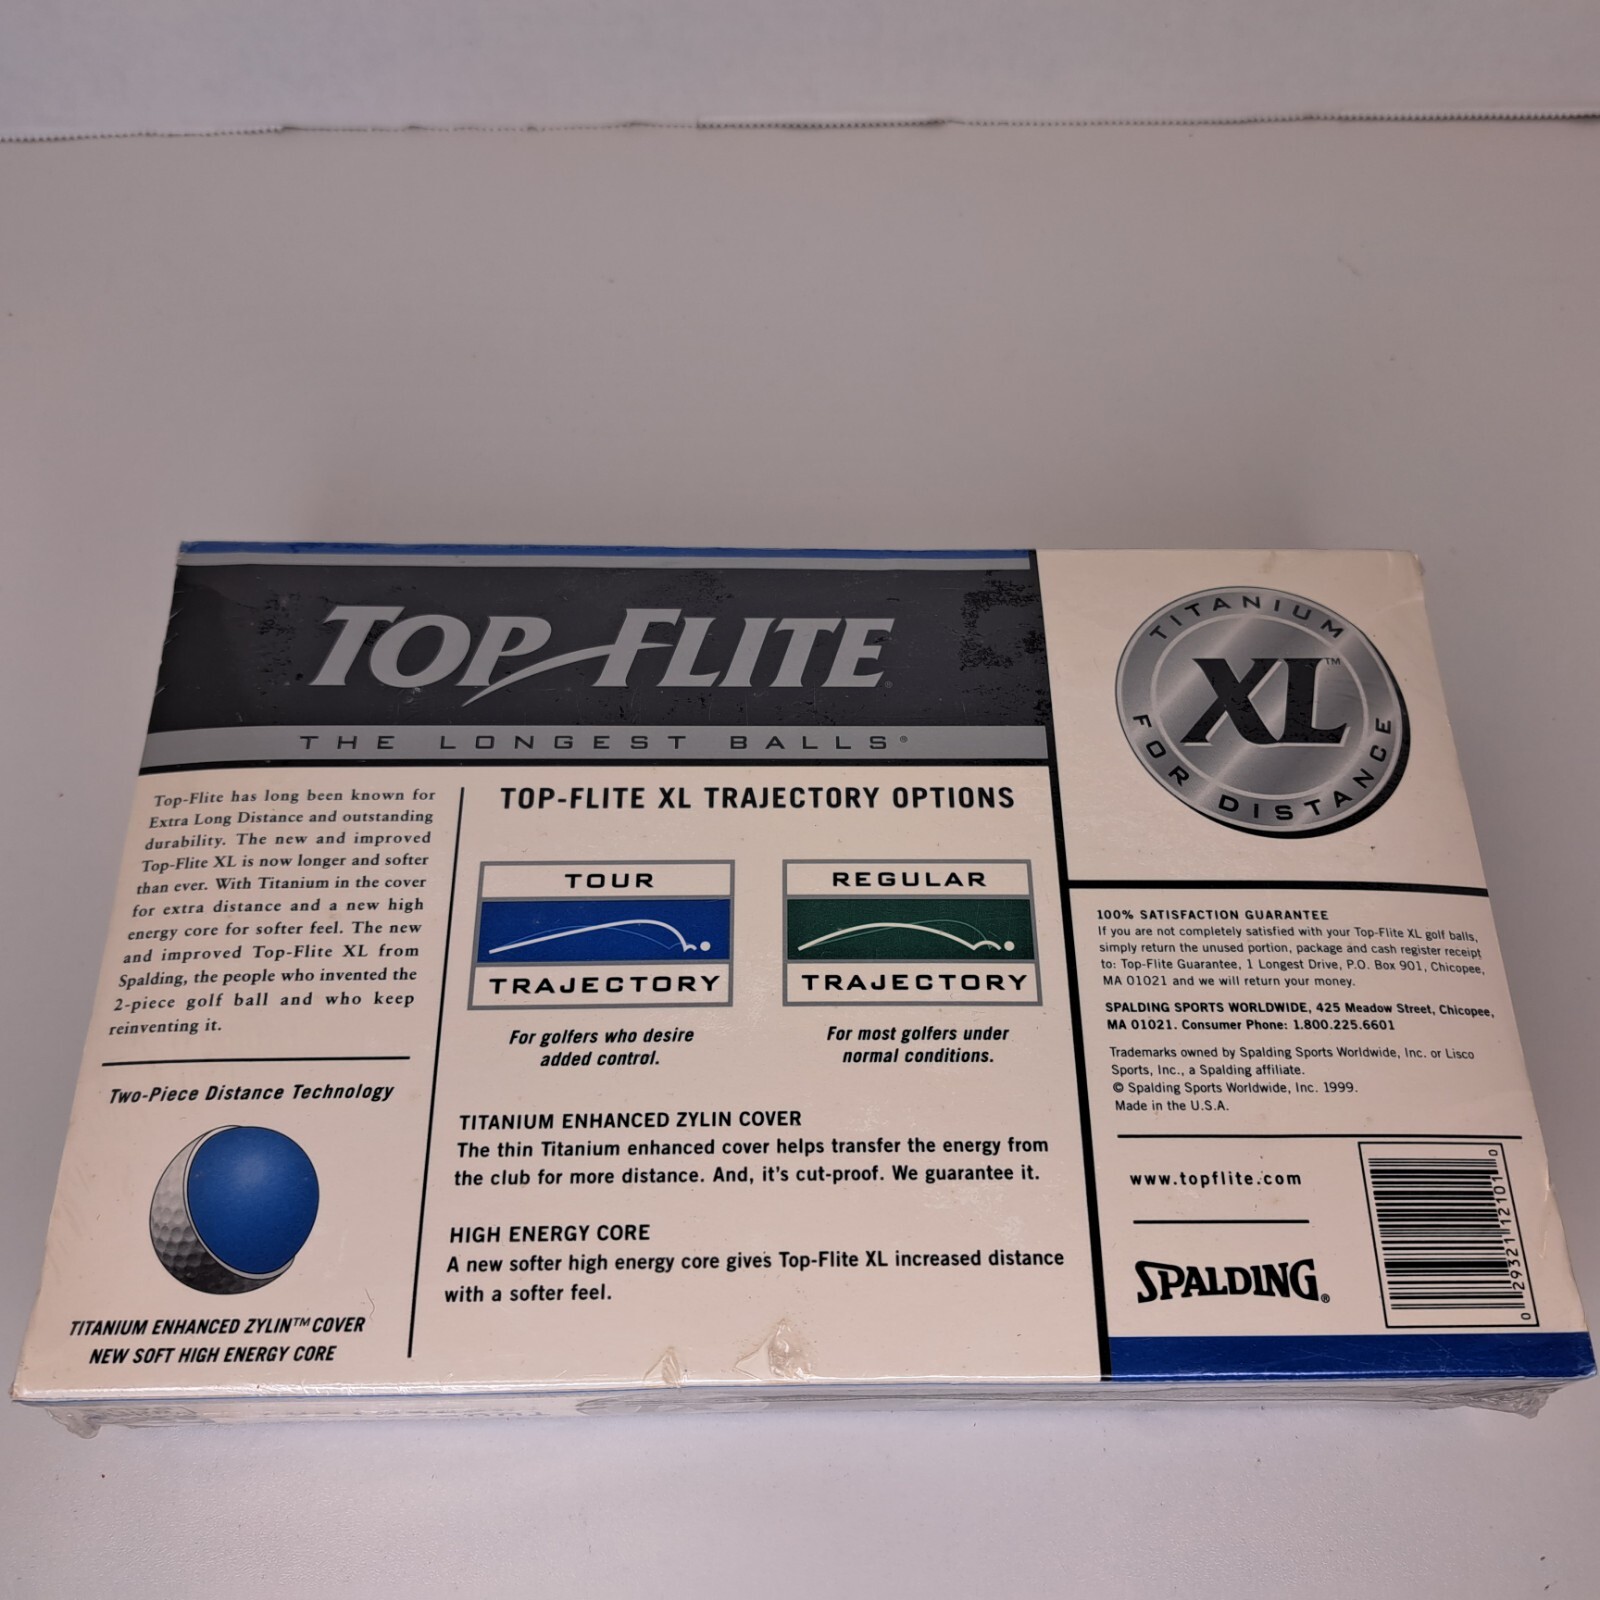 TOP-FLITE
THE LONGEST BALLS®
TITANIUM
XL™
FOR DISTANCE
Top-Flite has long been known for
Extra Long Distance and outstanding
durability. The new and improved
Top-Flite XL is now longer and softer
than ever. With Titanium in the cover
for extra distance and a new high
energy core for softer feel. The new
and improved Top-Flite XL from
Spalding, the people who invented the
2-piece golf ball and who keep
reinventing it.
Two-Piece Distance Technology
TITANIUM ENHANCED ZYLIN™ COVER
NEW SOFT HIGH ENERGY CORE
TOP-FLITE XL TRAJECTORY OPTIONS
TOUR
TRAJECTORY
For golfers who desire
added control.
REGULAR
TRAJECTORY
For most golfers under
normal conditions.
TITANIUM ENHANCED ZYLIN COVER
The thin Titanium enhanced cover helps transfer the energy from
the club for more distance. And, it's cut-proof. We guarantee it.
HIGH ENERGY CORE
A new softer high energy core gives Top-Flite XL increased distance
with a softer feel.
100% SATISFACTION GUARANTEE
If you are not completely satisfied with your Top-Flite XL golf balls,
simply return the unused portion, package and cash register receipt
to: Top-Flite Guarantee, 1 Longest Drive, P.O. Box 901, Chicopee,
MA 01021 and we will return your money.
SPALDING SPORTS WORLDWIDE, 425 Meadow Street, Chicopee,
MA 01021. Consumer Phone: 1.800.225.6601
Trademarks owned by Spalding Sports Worldwide, Inc. or Lisco
Sports, Inc., a Spalding affiliate.
© Spalding Sports Worldwide, Inc. 1999.
Made in the U.S.A.
www.topflite.com
SPALDING®
0 29321 12101 0